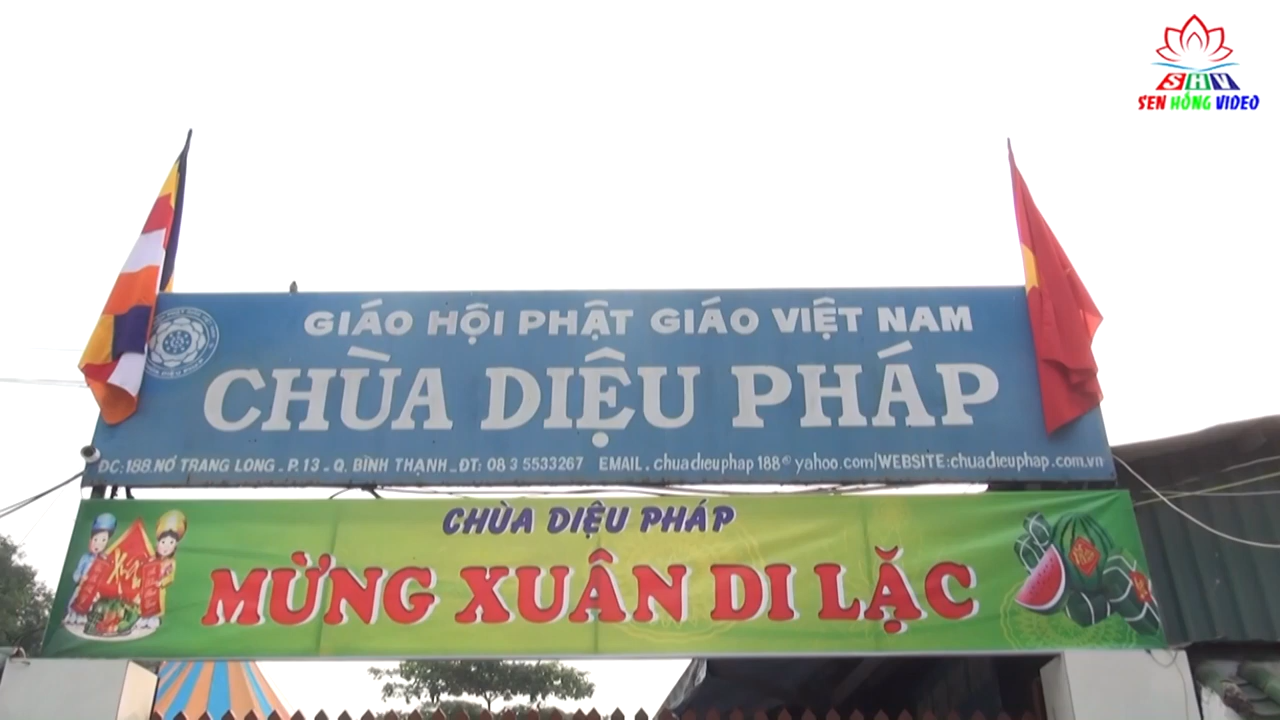 SHV
SEN HỒNG VIDEO
GIÁO HỘI PHẬT GIÁO VIỆT NAM
CHÙA DIỆU PHÁP
ĐC:188.NƠ TRANG LONG - P.13 - Q. BÌNH THẠNH - ĐT: 08 3 5533267 EMAIL. chuadieuphap188@yahoo.com/WEBSITE:chuadieuphap.com.vn
CHÙA DIỆU PHÁP
MỪNG XUÂN DI LẶC